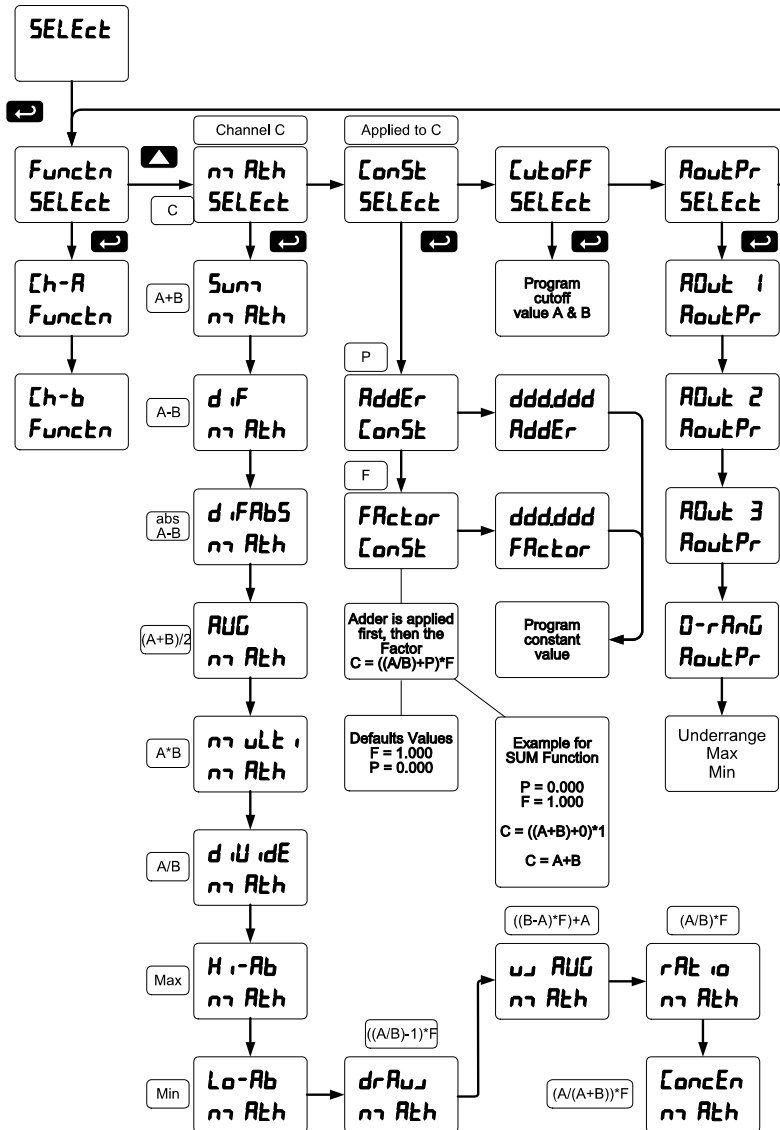 SELEct
Channel C
Applied to C
Functn
SELEct
C
mAth
SELEct
ConSt
SELEct
CutoFF
SELEct
AoutPr
SELEct
Ch-A
Functn
A+B
Sum
mAth
Program
cutoff
value A & B
AOut 1
AoutPr
Ch-b
Functn
A-B
diF
mAth
P
AddEr
ConSt
ddd.ddd
AddEr
AOut 2
AoutPr
abs
A-B
diFAbS
mAth
F
FActor
ConSt
ddd.ddd
FActor
AOut 3
AoutPr
(A+B)/2
AVG
mAth
Adder is applied
first, then the
Factor
C = ((A/B)+P)*F
Program
constant
value
O-rAnG
AoutPr
A*B
muLti
mAth
Defaults Values
F = 1.000
P = 0.000
Example for
SUM Function
P = 0.000
F = 1.000
C = ((A+B)+0)*1
C = A+B
Underrange
Max
Min
A/B
diVidE
mAth
Max
Hi-Ab
mAth
((B-A)*F)+A
w AVG
mAth
(A/B)*F
rAtio
mAth
Min
Lo-Ab
mAth
((A/B)-1)*F
drAw
mAth
(A/(A+B))*F
ConcEn
mAth